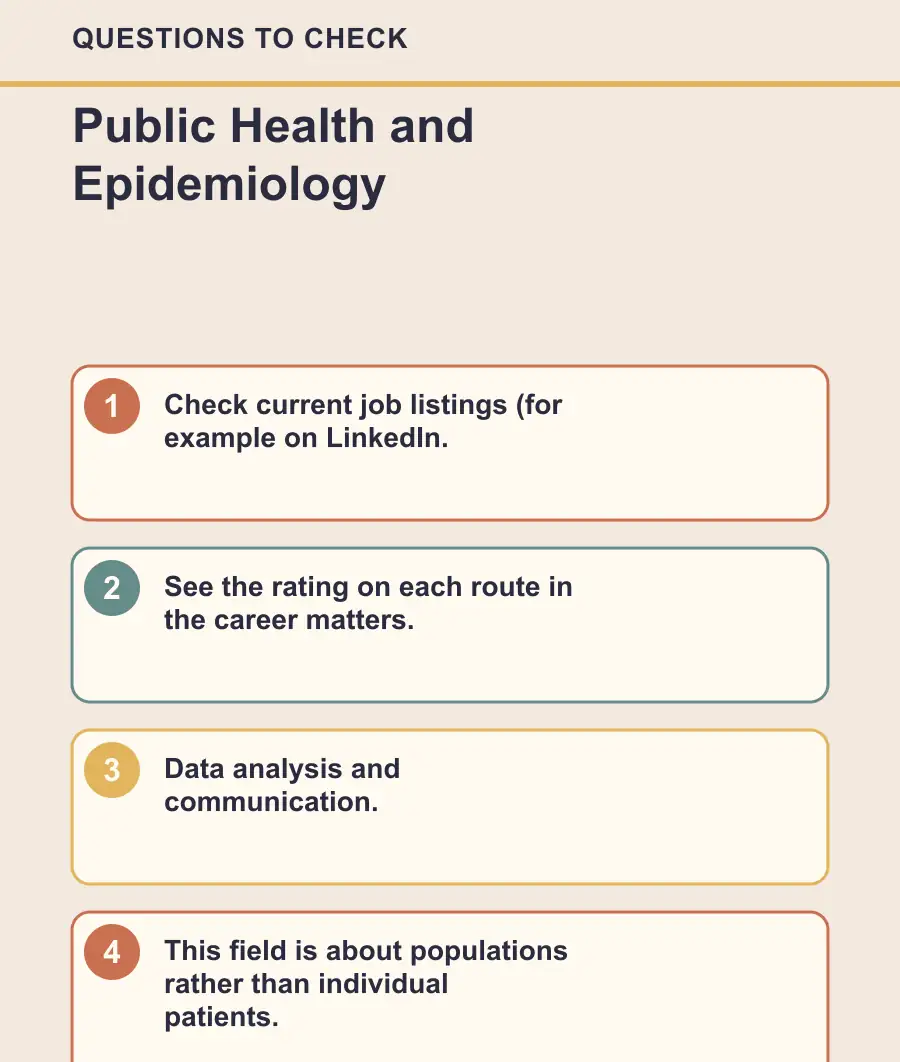 QUESTIONS TO CHECK
Public Health and
Epidemiology
1
Check current job listings (for
example on LinkedIn.
2
See the rating on each route in
the career matters.
3
Data analysis and
communication.
4
This field is about populations
rather than individual
patients.